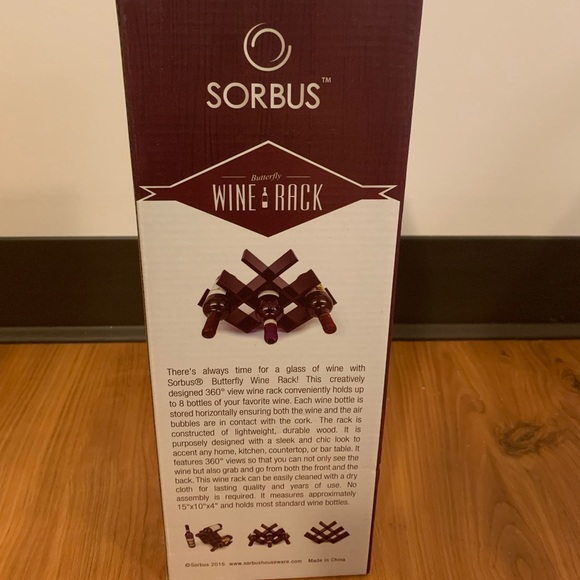 SORBUS™
Butterfly
WINE RACK
There's always time for a glass of wine with
Sorbus® Butterfly Wine Rack! This creatively
designed 360° view wine rack conveniently holds up
to 8 bottles of your favorite wine. Each wine bottle is
stored horizontally ensuring both the wine and the air
bubbles are in contact with the cork. The rack is
constructed of lightweight, durable wood. It is
purposely designed with a sleek and chic look to
accent any home, kitchen, countertop, or bar table. It
features 360° views so that you can not only see the
wine but also grab and go from both the front and the
back. This wine rack can be easily cleaned with a dry
cloth for lasting quality and years of use. No
assembly is required. It measures approximately
15"x10"x4" and holds most standard wine bottles.
©Sorbus 2015 www.sorbushouseware.com Made in China